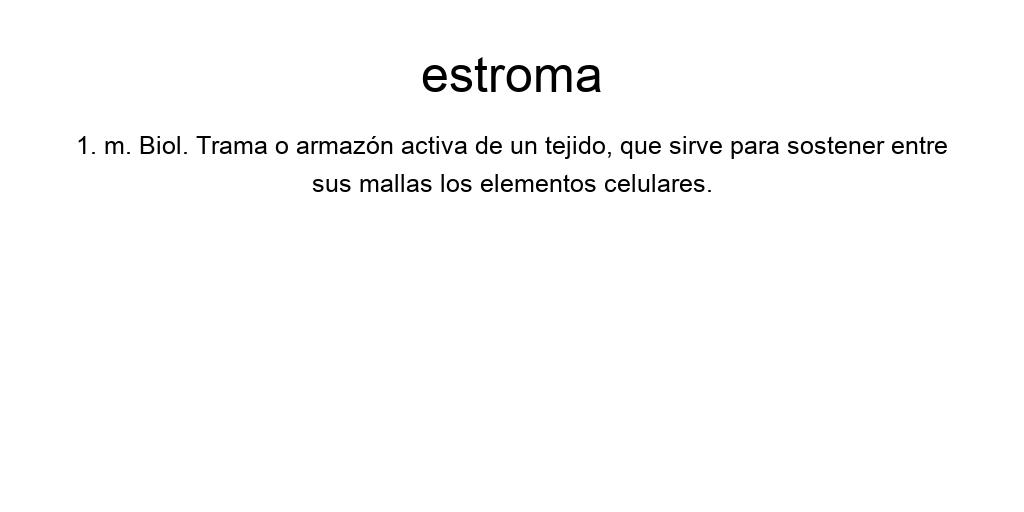 estroma
1. m. Biol. Trama o armazón activa de un tejido, que sirve para sostener entre
sus mallas los elementos celulares.